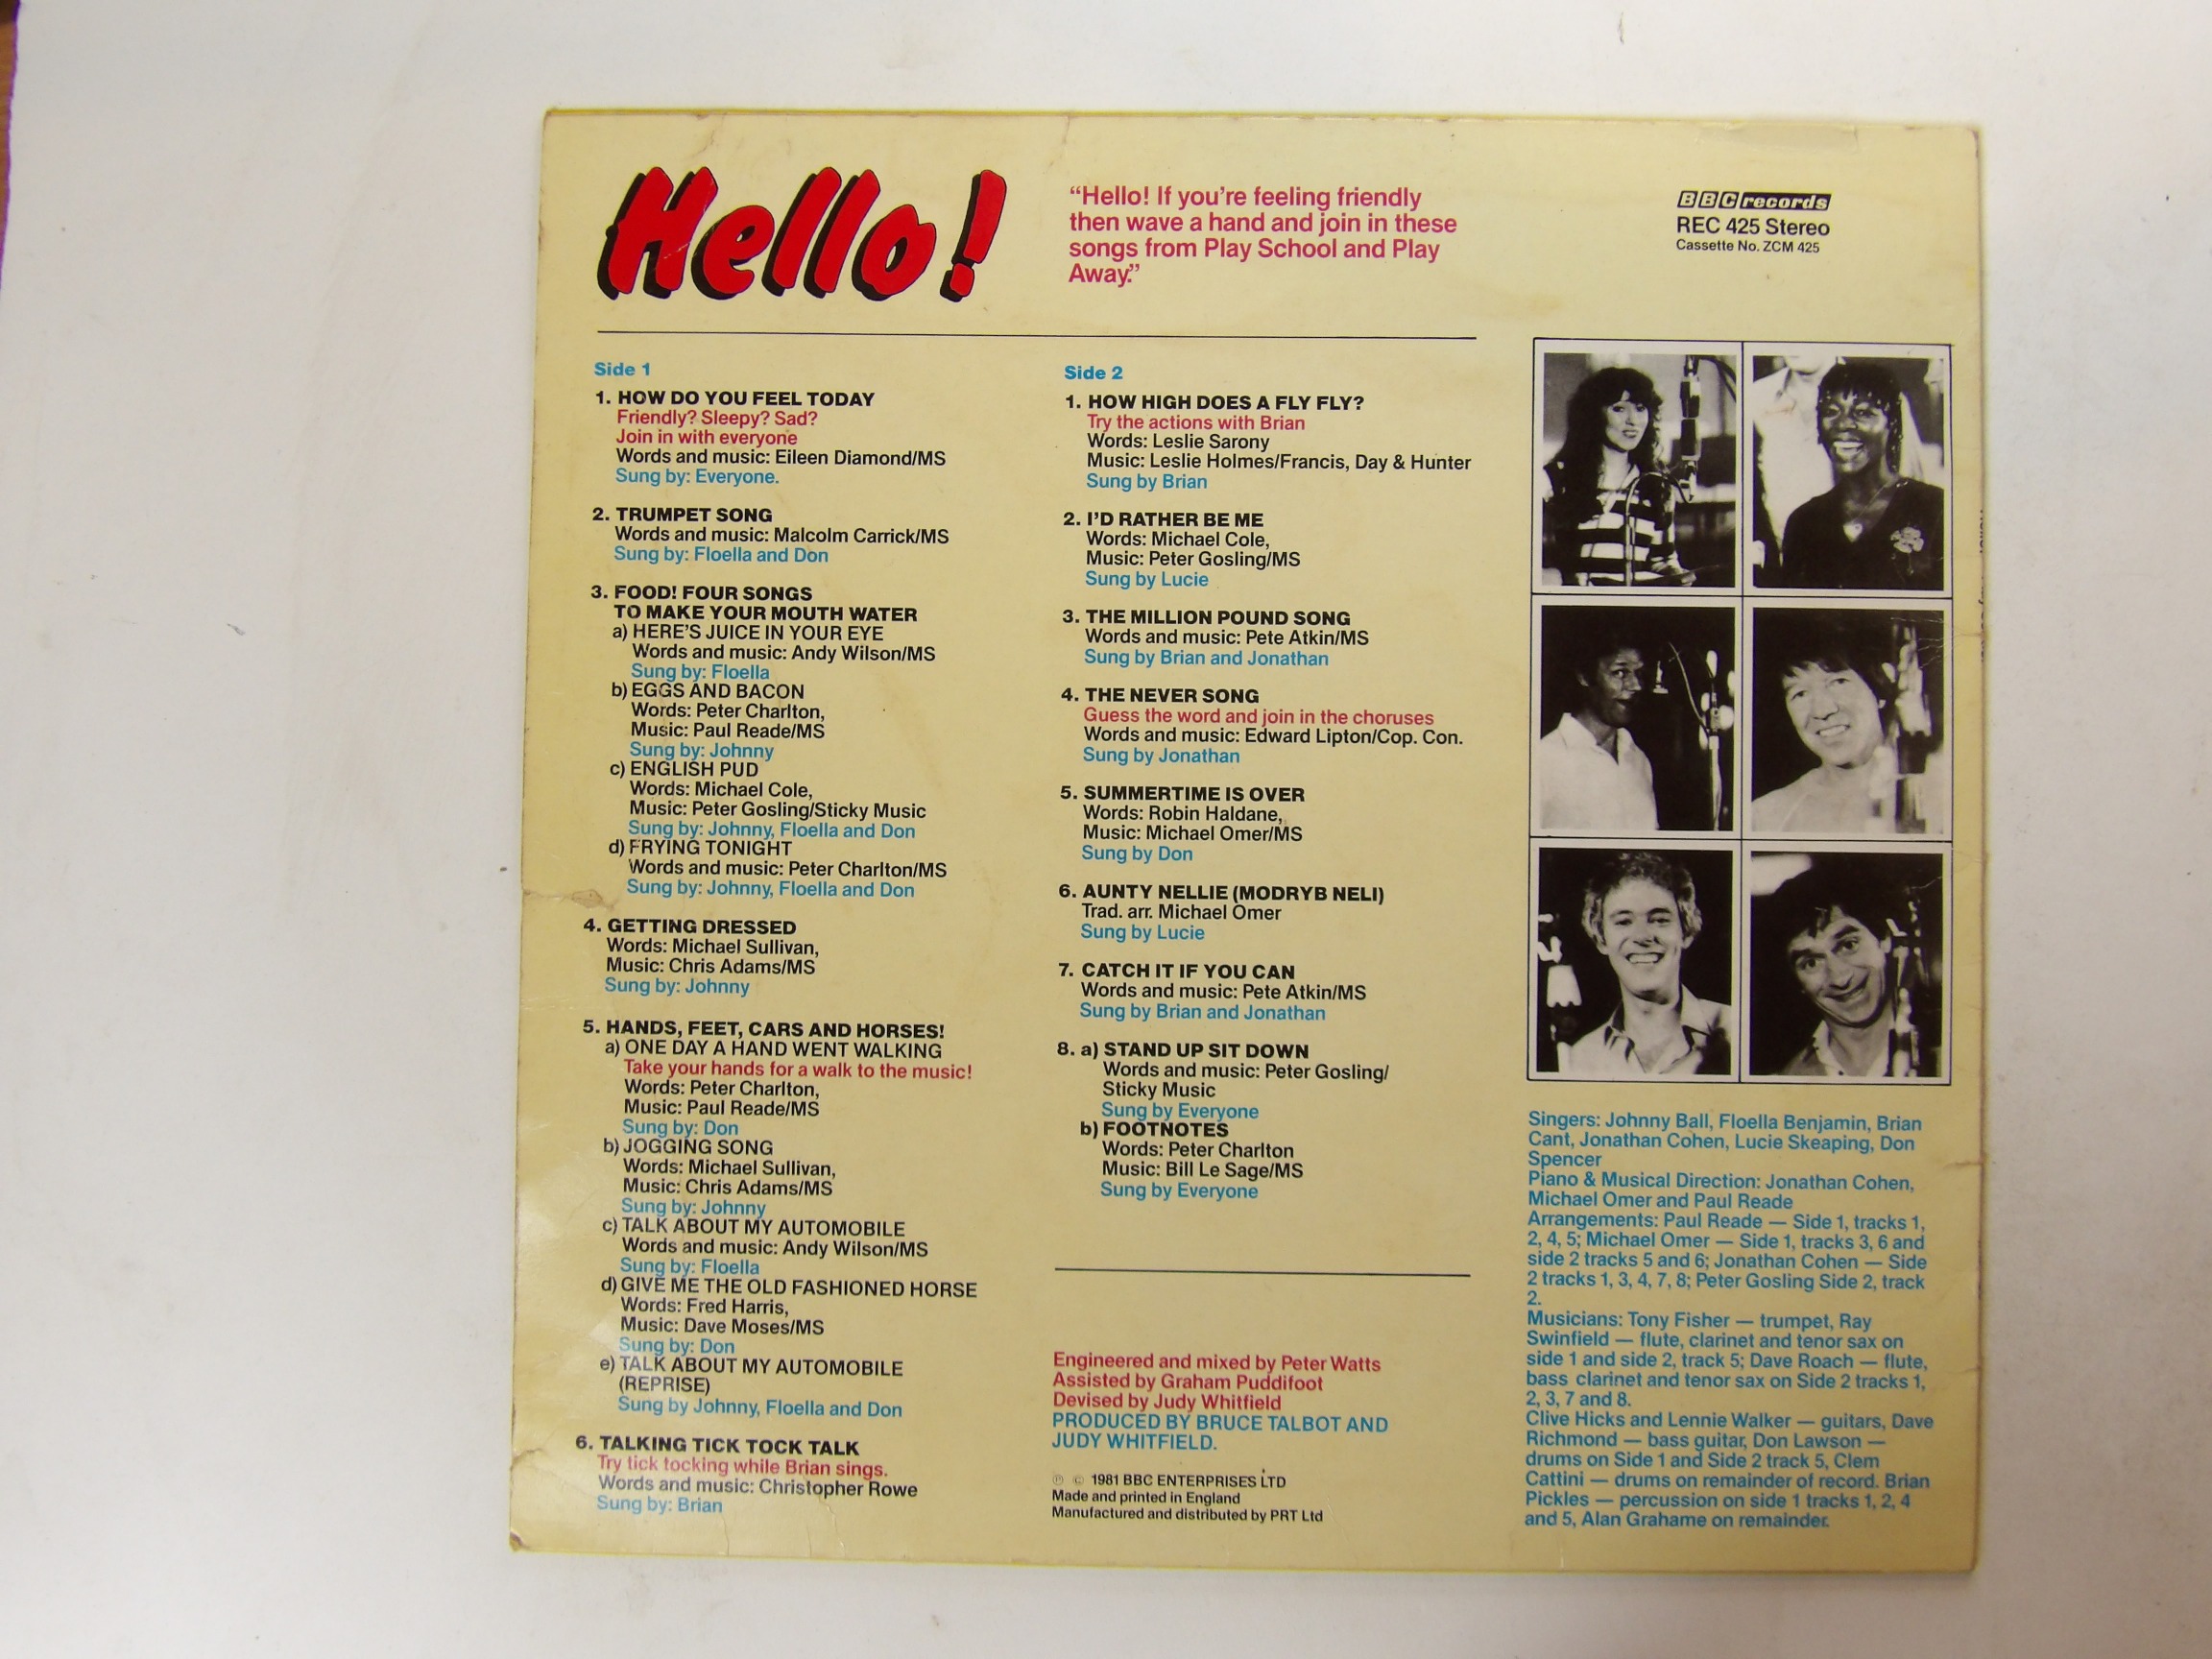 Hello!
“Hello! If you’re feeling friendly
then wave a hand and join in these
songs from Play School and Play
Away.”
BBC records
REC 425 Stereo
Cassette No. ZCM 425
Side 1
1. HOW DO YOU FEEL TODAY
Friendly? Sleepy? Sad?
Join in with everyone
Words and music: Eileen Diamond/MS
Sung by: Everyone.
2. TRUMPET SONG
Words and music: Malcolm Carrick/MS
Sung by: Floella and Don
3. FOOD! FOUR SONGS
TO MAKE YOUR MOUTH WATER
a) HERE’S JUICE IN YOUR EYE
Words and music: Andy Wilson/MS
Sung by: Floella
b) EGGS AND BACON
Words: Peter Charlton,
Music: Paul Reade/MS
Sung by: Johnny
c) ENGLISH PUD
Words: Michael Cole,
Music: Peter Gosling/Sticky Music
Sung by: Johnny, Floella and Don
d) FRYING TONIGHT
Words and music: Peter Charlton/MS
Sung by: Johnny, Floella and Don
4. GETTING DRESSED
Words: Michael Sullivan,
Music: Chris Adams/MS
Sung by: Johnny
5. HANDS, FEET, CARS AND HORSES!
a) ONE DAY A HAND WENT WALKING
Take your hands for a walk to the music!
Words: Peter Charlton,
Music: Paul Reade/MS
Sung by: Don
b) JOGGING SONG
Words: Michael Sullivan,
Music: Chris Adams/MS
Sung by: Johnny
c) TALK ABOUT MY AUTOMOBILE
Words and music: Andy Wilson/MS
Sung by: Floella
d) GIVE ME THE OLD FASHIONED HORSE
Words: Fred Harris,
Music: Dave Moses/MS
Sung by: Don
e) TALK ABOUT MY AUTOMOBILE
(REPRISE)
Sung by Johnny, Floella and Don
6. TALKING TICK TOCK TALK
Try tick tocking while Brian sings.
Words and music: Christopher Rowe
Sung by: Brian
Side 2
1. HOW HIGH DOES A FLY FLY?
Try the actions with Brian
Words: Leslie Sarony
Music: Leslie Holmes/Francis, Day & Hunter
Sung by Brian
2. I’D RATHER BE ME
Words: Michael Cole,
Music: Peter Gosling/MS
Sung by Lucie
3. THE MILLION POUND SONG
Words and music: Pete Atkin/MS
Sung by Brian and Jonathan
4. THE NEVER SONG
Guess the word and join in the choruses
Words and music: Edward Lipton/Cop. Con.
Sung by Jonathan
5. SUMMERTIME IS OVER
Words: Robin Haldane,
Music: Michael Omer/MS
Sung by Don
6. AUNTY NELLIE (MODRYB NELI)
Trad. arr. Michael Omer
Sung by Lucie
7. CATCH IT IF YOU CAN
Words and music: Pete Atkin/MS
Sung by Brian and Jonathan
8. a) STAND UP SIT DOWN
Words and music: Peter Gosling/
Sticky Music
Sung by Everyone
b) FOOTNOTES
Words: Peter Charlton
Music: Bill Le Sage/MS
Sung by Everyone
Engineered and mixed by Peter Watts
Assisted by Graham Puddifoot
Devised by Judy Whitfield
PRODUCED BY BRUCE TALBOT AND
JUDY WHITFIELD.
℗ © 1981 BBC ENTERPRISES LTD
Made and printed in England
Manufactured and distributed by PRT Ltd
Singers: Johnny Ball, Floella Benjamin, Brian
Cant, Jonathan Cohen, Lucie Skeaping, Don
Spencer
Piano & Musical Direction: Jonathan Cohen,
Michael Omer and Paul Reade
Arrangements: Paul Reade — Side 1, tracks 1,
2, 4, 5; Michael Omer — Side 1, tracks 3, 6 and
side 2 tracks 5 and 6; Jonathan Cohen — Side
2 tracks 1, 3, 4, 7, 8; Peter Gosling Side 2, track
2.
Musicians: Tony Fisher — trumpet, Ray
Swinfield — flute, clarinet and tenor sax on
side 1 and side 2, track 5; Dave Roach — flute,
bass clarinet and tenor sax on Side 2 tracks 1,
2, 3, 7 and 8.
Clive Hicks and Lennie Walker — guitars, Dave
Richmond — bass guitar, Don Lawson —
drums on Side 1 and Side 2 track 5, Clem
Cattini — drums on remainder of record. Brian
Pickles — percussion on side 1 tracks 1, 2, 4
and 5, Alan Grahame on remainder.